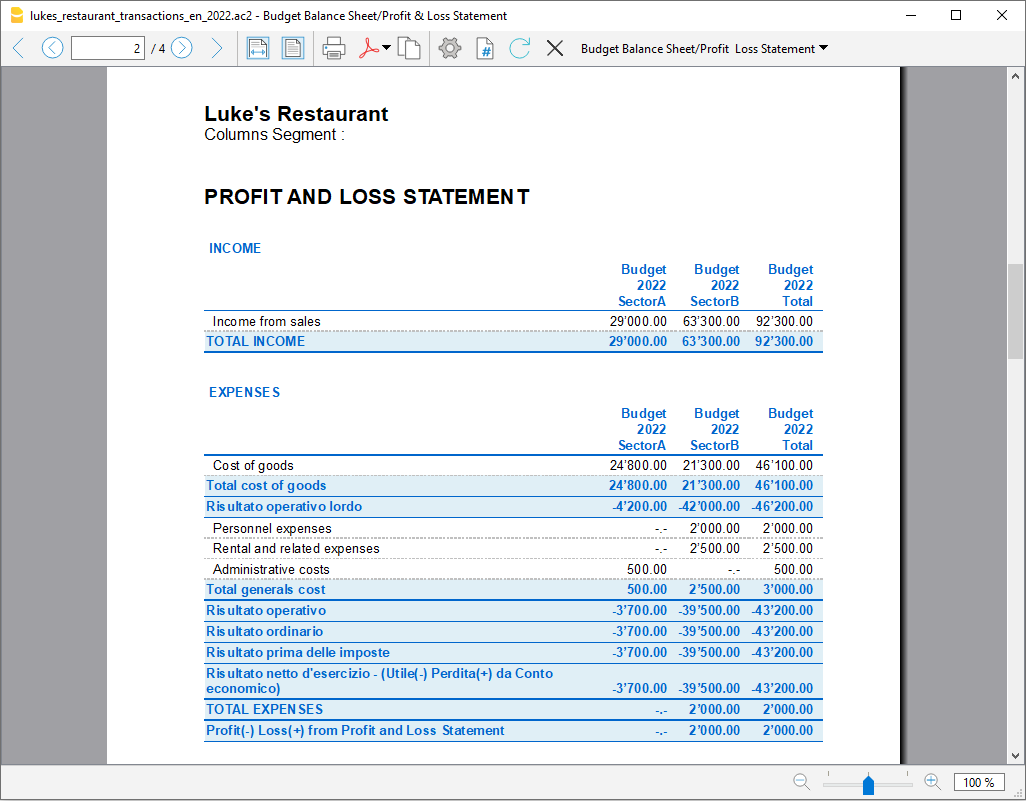 lukes_restaurant_transactions_en_2022.ac2 - Budget Balance Sheet/Profit & Loss Statement
2 / 4 Budget Balance Sheet/Profit Loss Statement
Luke's Restaurant
Columns Segment :
PROFIT AND LOSS STATEMENT
INCOME
Budget Budget Budget
2022 2022 2022
SectorA SectorB Total
Income from sales 29'000.00 63'300.00 92'300.00
TOTAL INCOME 29'000.00 63'300.00 92'300.00
EXPENSES
Budget Budget Budget
2022 2022 2022
SectorA SectorB Total
Cost of goods 24'800.00 21'300.00 46'100.00
Total cost of goods 24'800.00 21'300.00 46'100.00
Risultato operativo lordo -4'200.00 -42'000.00 -46'200.00
Personnel expenses -.- 2'000.00 2'000.00
Rental and related expenses -.- 2'500.00 2'500.00
Administrative costs 500.00 -.- 500.00
Total generals cost 500.00 2'500.00 3'000.00
Risultato operativo -3'700.00 -39'500.00 -43'200.00
Risultato ordinario -3'700.00 -39'500.00 -43'200.00
Risultato prima delle imposte -3'700.00 -39'500.00 -43'200.00
Risultato netto d'esercizio - (Utile(-) Perdita(+) da Conto
economico) -3'700.00 -39'500.00 -43'200.00
TOTAL EXPENSES -.- 2'000.00 2'000.00
Profit(-) Loss(+) from Profit and Loss Statement -.- 2'000.00 2'000.00
100 %